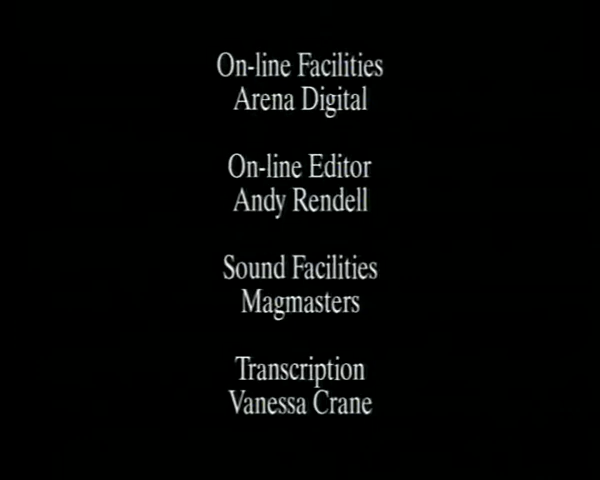 On-line Facilities
Arena Digital
On-line Editor
Andy Rendell
Sound Facilities
Magmasters
Transcription
Vanessa Crane